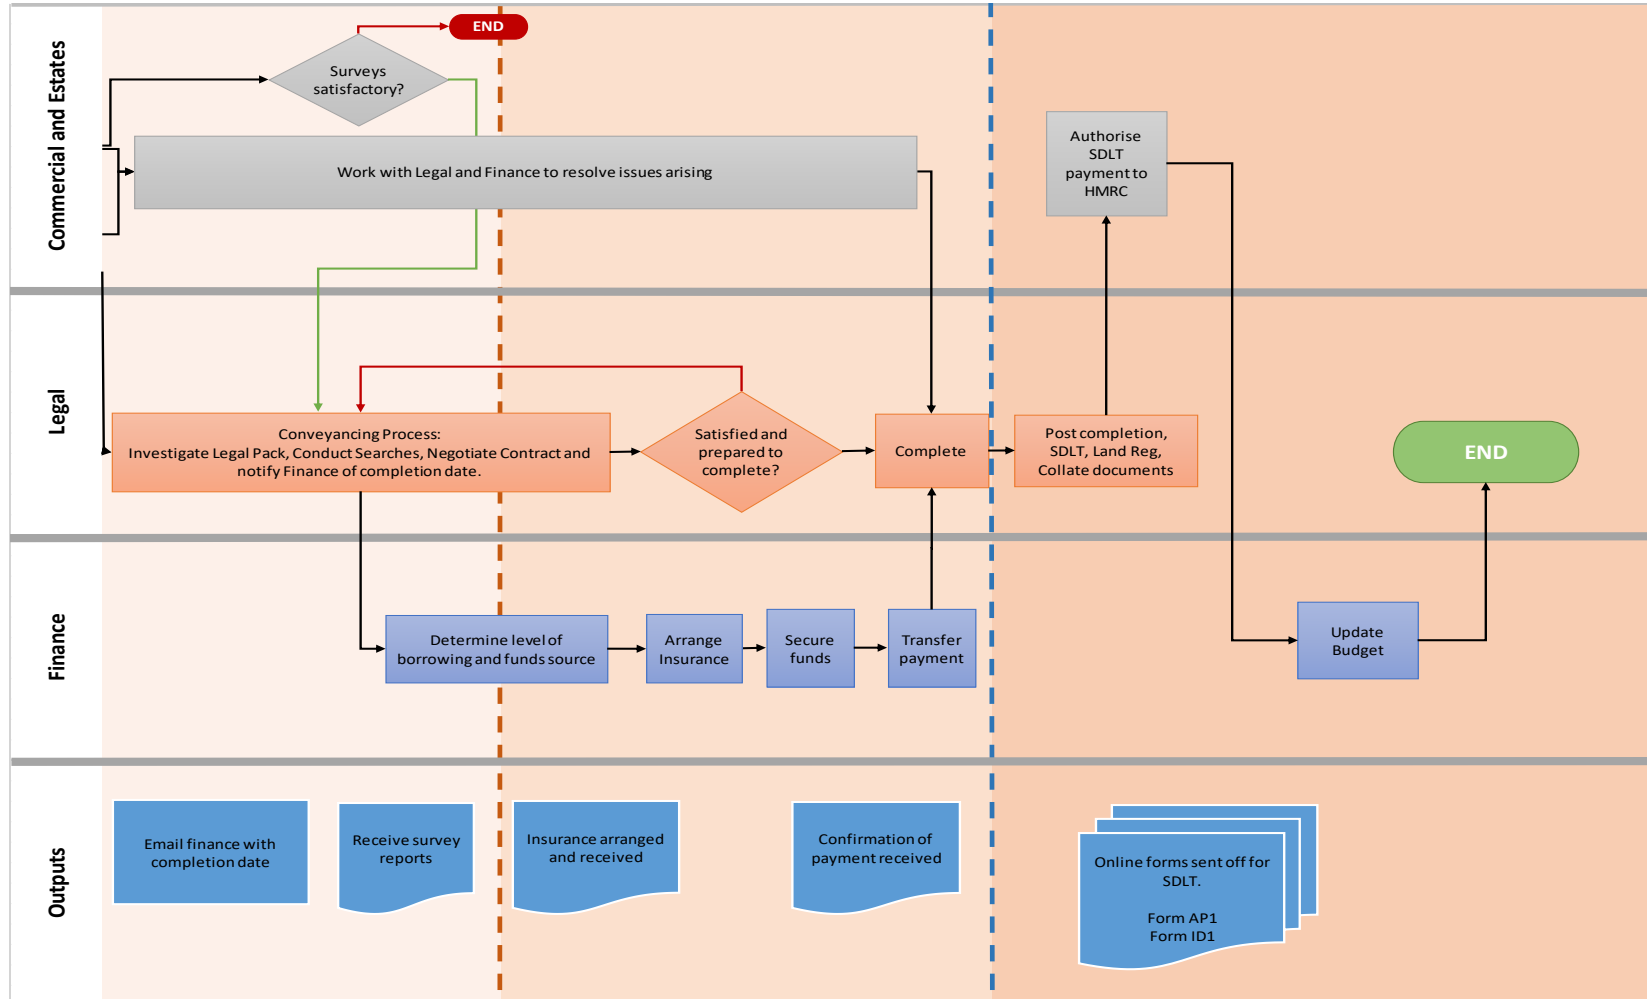 Commercial and Estates
END
Surveys
satisfactory?
Work with Legal and Finance to resolve issues arising
Authorise
SDLT
payment to
HMRC
Legal
Conveyancing Process:
Investigate Legal Pack, Conduct Searches, Negotiate Contract and
notify Finance of completion date.
Satisfied and
prepared to
complete?
Complete
Post completion,
SDLT, Land Reg,
Collate documents
END
Finance
Determine level of
borrowing and funds source
Arrange
Insurance
Secure
funds
Transfer
payment
Update
Budget
Outputs
Email finance with
completion date
Receive survey
reports
Insurance arranged
and received
Confirmation of
payment received
Online forms sent off for
SDLT.
Form AP1
Form ID1